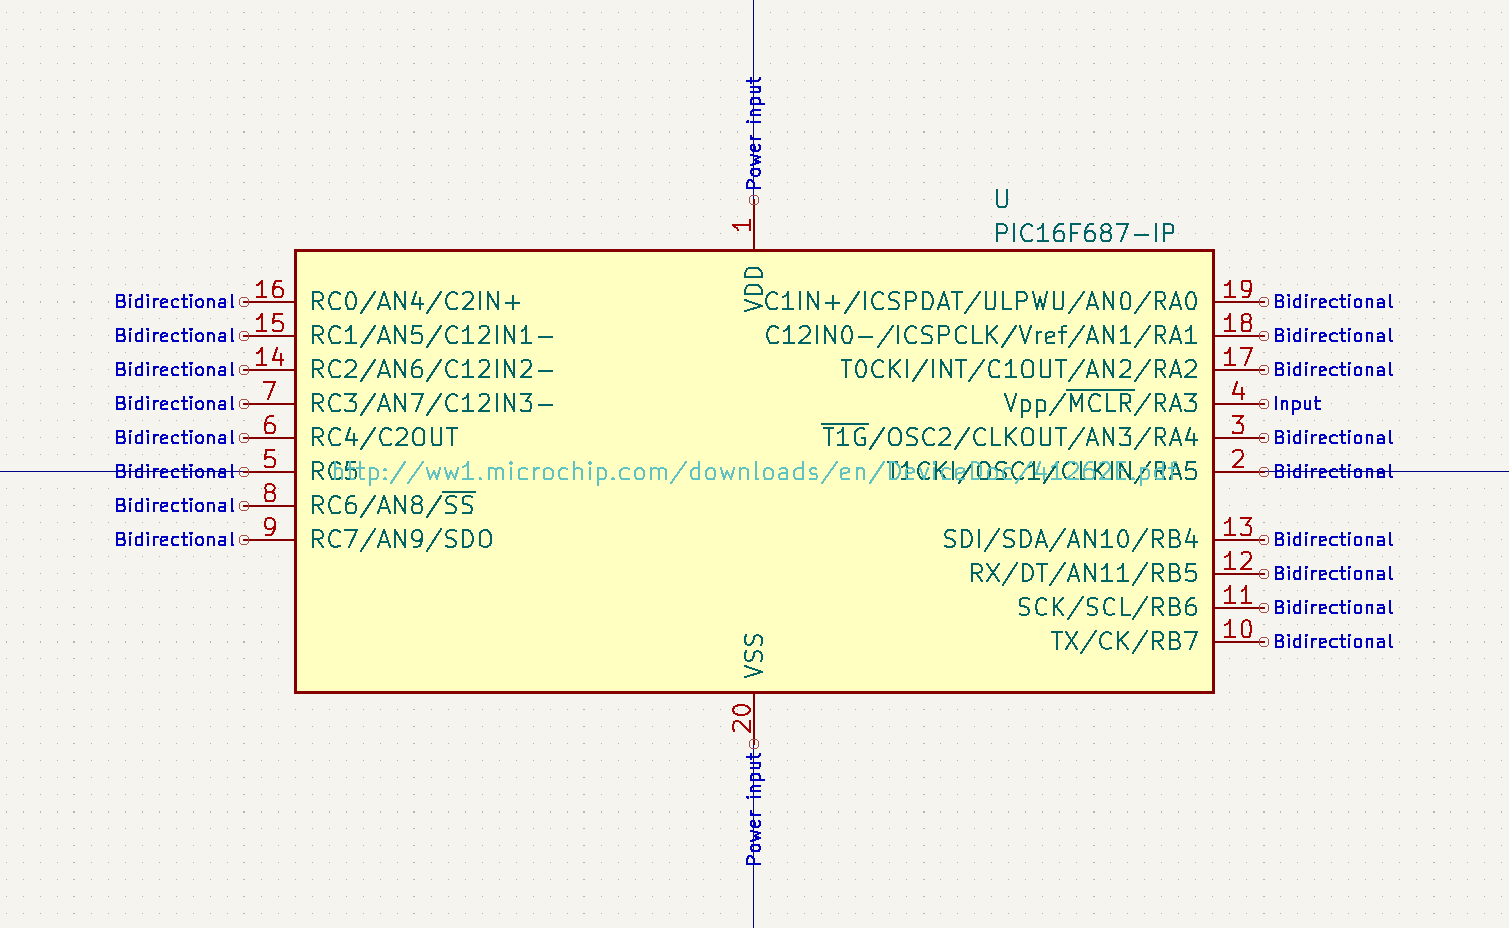 Power input
1
U
PIC16F687-IP
VDD
Bidirectional 16 RC0/AN4/C2IN+
C1IN+/ICSPDAT/ULPWU/AN0/RA0 19 Bidirectional
Bidirectional 15 RC1/AN5/C12IN1-
C12IN0-/ICSPCLK/Vref/AN1/RA1 18 Bidirectional
Bidirectional 14 RC2/AN6/C12IN2-
T0CKI/INT/C1OUT/AN2/RA2 17 Bidirectional
Bidirectional 7 RC3/AN7/C12IN3-
Vpp/MCLR/RA3 4 Input
Bidirectional 6 RC4/C2OUT
T1G/OSC2/CLKOUT/AN3/RA4 3 Bidirectional
Bidirectional 5 RC5
http://ww1.microchip.com/downloads/en/DeviceDoc/41262E.pdf
T1CKI/OSC1/CLKIN/RA5 2 Bidirectional
Bidirectional 8 RC6/AN8/SS
Bidirectional 9 RC7/AN9/SDO
SDI/SDA/AN10/RB4 13 Bidirectional
RX/DT/AN11/RB5 12 Bidirectional
SCK/SCL/RB6 11 Bidirectional
TX/CK/RB7 10 Bidirectional
VSS
20
Power input